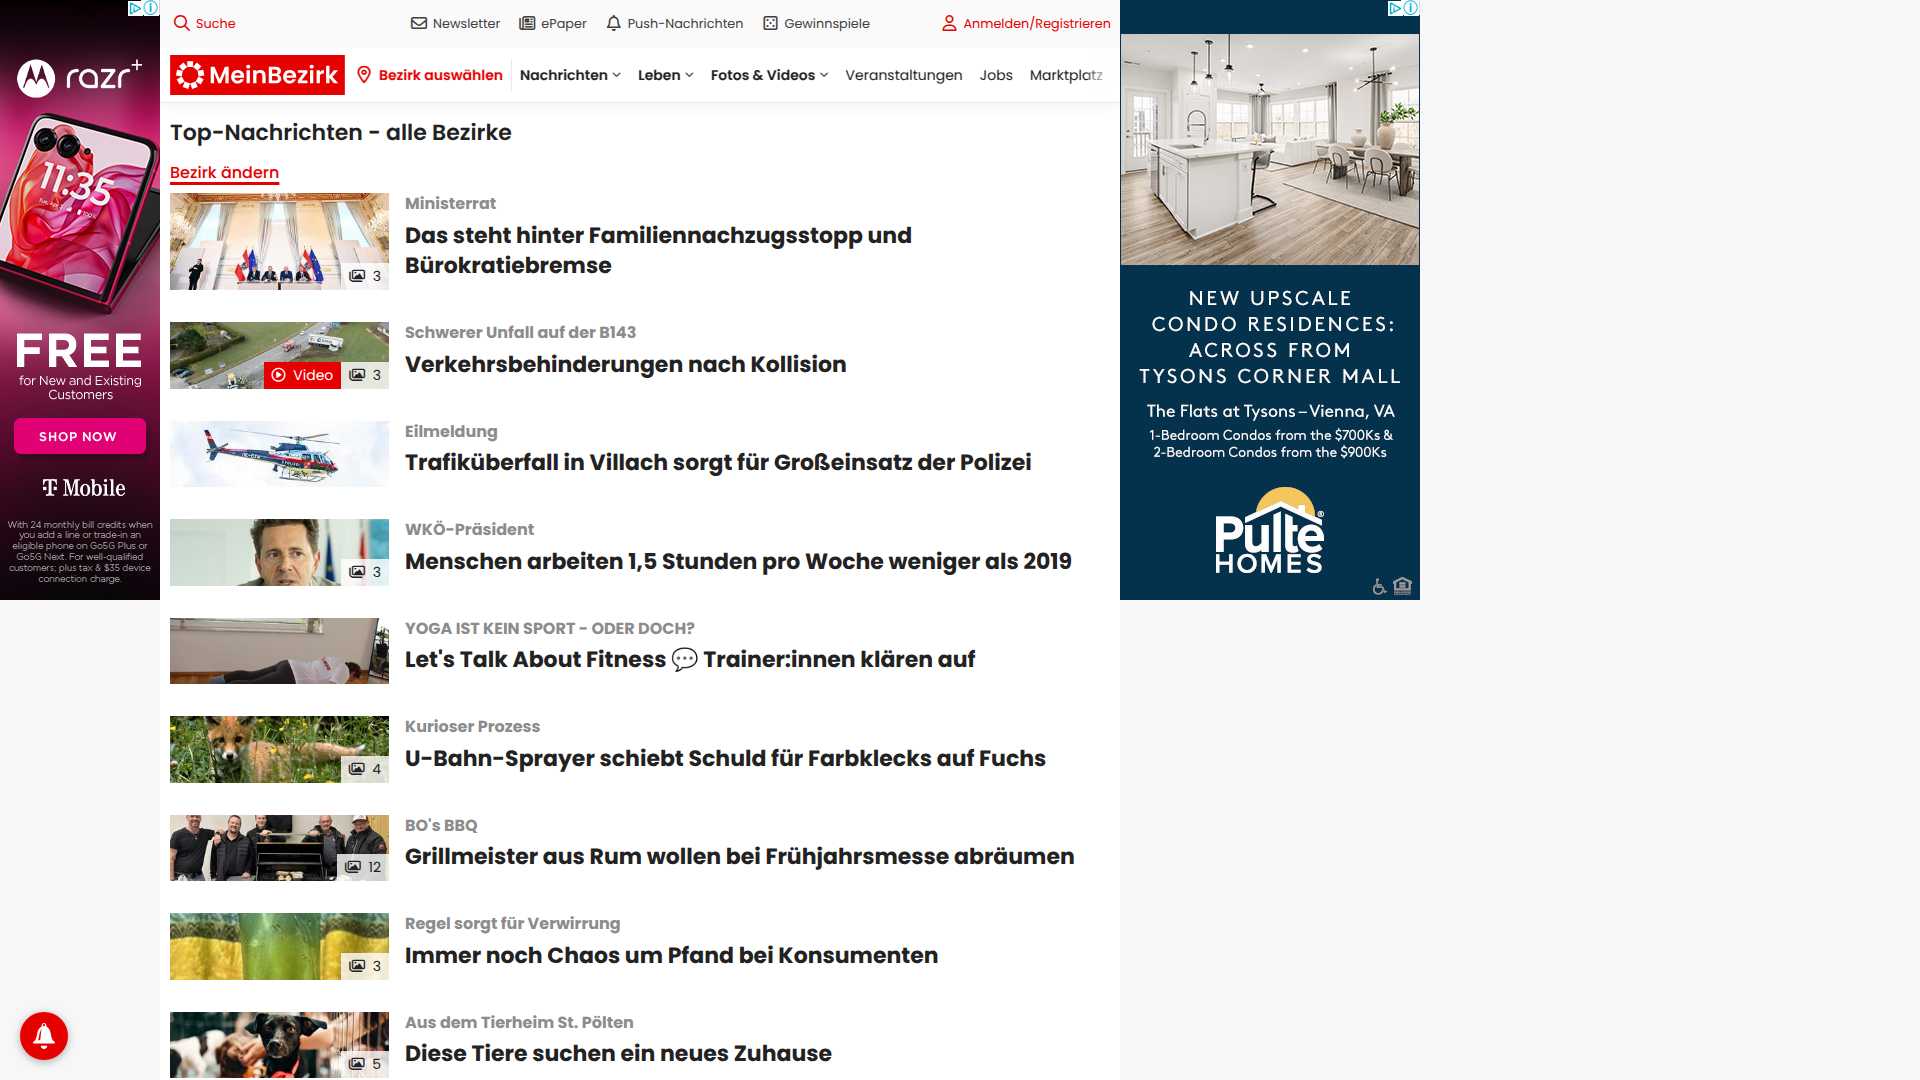 Suche
Newsletter
ePaper
Push-Nachrichten
Gewinnspiele
Anmelden/Registrieren
MeinBezirk
Bezirk auswählen
Nachrichten
Leben
Fotos & Videos
Veranstaltungen
Jobs
Marktplatz
Top-Nachrichten - alle Bezirke
Bezirk ändern
3
Ministerrat
Das steht hinter Familiennachzugsstopp und
Bürokratiebremse
Video
3
Schwerer Unfall auf der B143
Verkehrsbehinderungen nach Kollision
Eilmeldung
Trafiküberfall in Villach sorgt für Großeinsatz der Polizei
3
WKÖ-Präsident
Menschen arbeiten 1,5 Stunden pro Woche weniger als 2019
YOGA IST KEIN SPORT - ODER DOCH?
Let's Talk About Fitness 💬 Trainer:innen klären auf
4
Kurioser Prozess
U-Bahn-Sprayer schiebt Schuld für Farbklecks auf Fuchs
12
BO's BBQ
Grillmeister aus Rum wollen bei Frühjahrsmesse abräumen
3
Regel sorgt für Verwirrung
Immer noch Chaos um Pfand bei Konsumenten
5
Aus dem Tierheim St. Pölten
Diese Tiere suchen ein neues Zuhause
razr+
11:35
FREE
for New and Existing
Customers
SHOP NOW
T Mobile
With 24 monthly bill credits when
you add a line or trade-in an
eligible phone on Go5G Plus or
Go5G Next. For well-qualified
customers; plus tax & $35 device
connection charge.
NEW UPSCALE
CONDO RESIDENCES:
ACROSS FROM
TYSONS CORNER MALL
The Flats at Tysons – Vienna, VA
1-Bedroom Condos from the $700Ks &
2-Bedroom Condos from the $900Ks
Pulte®
HOMES